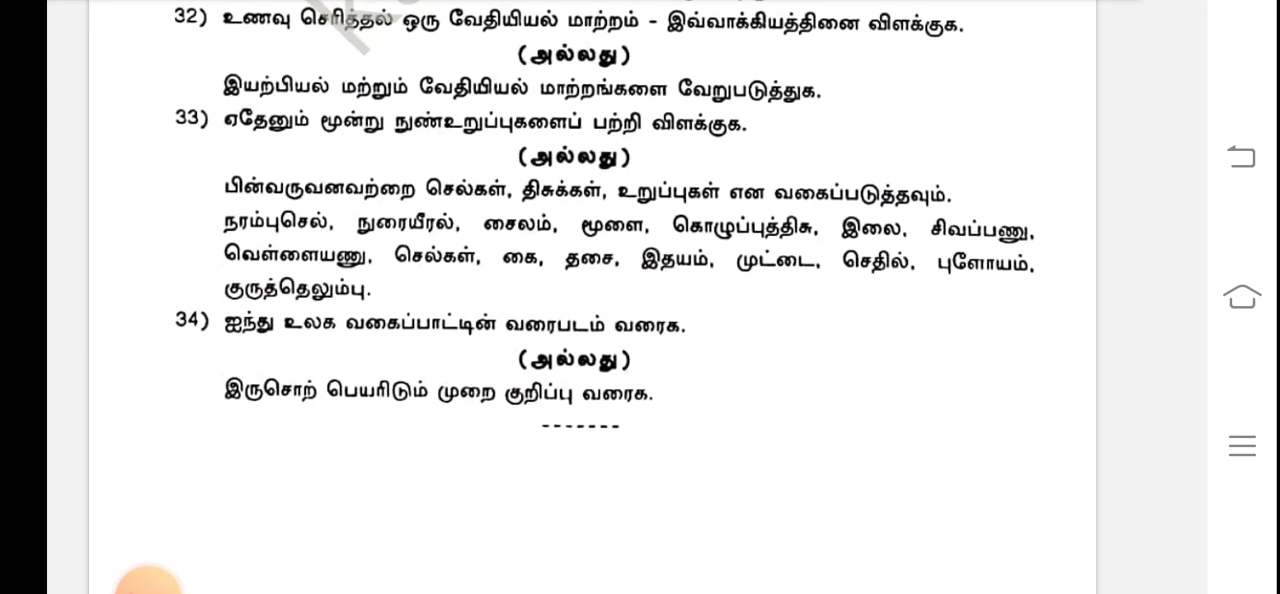 32) உணவு செரித்தல் ஒரு வேதியியல் மாற்றம் - இவ்வாக்கியத்தினை விளக்குக.
(அல்லது)
இயற்பியல் மற்றும் வேதியியல் மாற்றங்களை வேறுபடுத்துக.
33) ஏதேனும் மூன்று நுண்உறுப்புகளைப் பற்றி விளக்குக.
(அல்லது)
பின்வருவனவற்றை செல்கள், திசுக்கள், உறுப்புகள் என வகைப்படுத்தவும்.
நரம்புசெல், நுரையீரல், சைலம், மூளை, கொழுப்புத்திசு, இலை, சிவப்பணு,
வெள்ளையணு, செல்கள், கை, தசை, இதயம், முட்டை, செதில், புளோயம்,
குருத்தெலும்பு.
34) ஐந்து உலக வகைப்பாட்டின் வரைபடம் வரைக.
(அல்லது)
இருசொற் பெயரிடும் முறை குறிப்பு வரைக.
-------